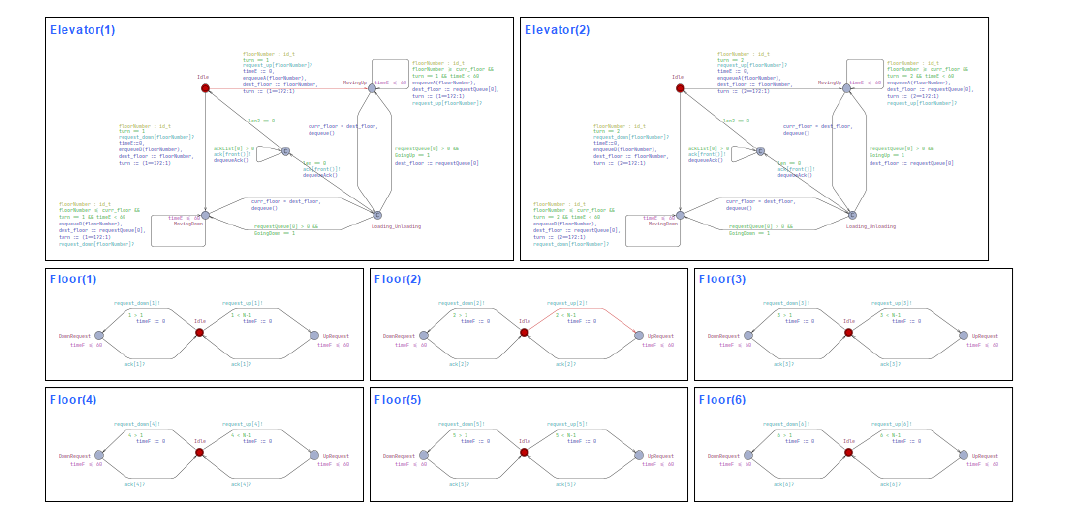 Elevator(1)
floorNumber : id_t
turn == 1
request_up[floorNumber]?
timeE := 0,
enqueueA(floorNumber),
dest_floor := floorNumber,
turn := (1==1?2:1)
Idle
MovingUp
timeE ≤ 60
floorNumber : id_t
floorNumber ≥ curr_floor &&
turn == 1 && timeE < 60
enqueueA(floorNumber),
dest_floor := requestQueue[0],
turn := (1==1?2:1)
request_up[floorNumber]?
len2 == 0
curr_floor = dest_floor,
dequeue()
floorNumber : id_t
turn == 1
request_down[floorNumber]?
timeE:=0,
enqueueD(floorNumber),
dest_floor := floorNumber,
turn := (1==1?2:1)
ackList[0] > 0
ack[front()]!
dequeueAck()
requestQueue[0] > 0 &&
GoingUp == 1
dest_floor := requestQueue[0]
len == 0
ack[front()]!
dequeueAck()
curr_floor = dest_floor,
dequeue()
floorNumber : id_t
floorNumber ≤ curr_floor &&
turn == 1 && timeE < 60
enqueueD(floorNumber),
dest_floor := requestQueue[0],
turn := (1==1?2:1)
request_down[floorNumber]?
timeE ≤ 60
MovingDown
requestQueue[0] > 0 &&
GoingDown == 1
Loading_Unloading
Elevator(2)
floorNumber : id_t
turn == 2
request_up[floorNumber]?
timeE := 0,
enqueueA(floorNumber),
dest_floor := floorNumber,
turn := (2==1?2:1)
Idle
MovingUp
timeE ≤ 60
floorNumber : id_t
floorNumber ≥ curr_floor &&
turn == 2 && timeE < 60
enqueueA(floorNumber),
dest_floor := requestQueue[0],
turn := (2==1?2:1)
request_up[floorNumber]?
len2 == 0
curr_floor = dest_floor,
dequeue()
floorNumber : id_t
turn == 2
request_down[floorNumber]?
timeE:=0,
enqueueD(floorNumber),
dest_floor := floorNumber,
turn := (2==1?2:1)
ackList[0] > 0
ack[front()]!
dequeueAck()
requestQueue[0] > 0 &&
GoingUp == 1
dest_floor := requestQueue[0]
len == 0
ack[front()]!
dequeueAck()
curr_floor = dest_floor,
dequeue()
floorNumber : id_t
floorNumber ≤ curr_floor &&
turn == 2 && timeE < 60
enqueueD(floorNumber),
dest_floor := requestQueue[0],
turn := (2==1?2:1)
request_down[floorNumber]?
timeE ≤ 60
MovingDown
requestQueue[0] > 0 &&
GoingDown == 1
Loading_Unloading
Floor(1)
request_down[1]! request_up[1]!
1 > 1 Idle 1 < N-1
timeF := 0 timeF := 0
DownRequest UpRequest
timeF ≤ 60 timeF ≤ 60
ack[1]? ack[1]?
Floor(2)
request_down[2]! request_up[2]!
2 > 1 Idle 2 < N-1
timeF := 0 timeF := 0
DownRequest UpRequest
timeF ≤ 60 timeF ≤ 60
ack[2]? ack[2]?
Floor(3)
request_down[3]! request_up[3]!
3 > 1 Idle 3 < N-1
timeF := 0 timeF := 0
DownRequest UpRequest
timeF ≤ 60 timeF ≤ 60
ack[3]? ack[3]?
Floor(4)
request_down[4]! request_up[4]!
4 > 1 Idle 4 < N-1
timeF := 0 timeF := 0
DownRequest UpRequest
timeF ≤ 60 timeF ≤ 60
ack[4]? ack[4]?
Floor(5)
request_down[5]! request_up[5]!
5 > 1 Idle 5 < N-1
timeF := 0 timeF := 0
DownRequest UpRequest
timeF ≤ 60 timeF ≤ 60
ack[5]? ack[5]?
Floor(6)
request_down[6]! request_up[6]!
6 > 1 Idle 6 < N-1
timeF := 0 timeF := 0
DownRequest UpRequest
timeF ≤ 60 timeF ≤ 60
ack[6]? ack[6]?